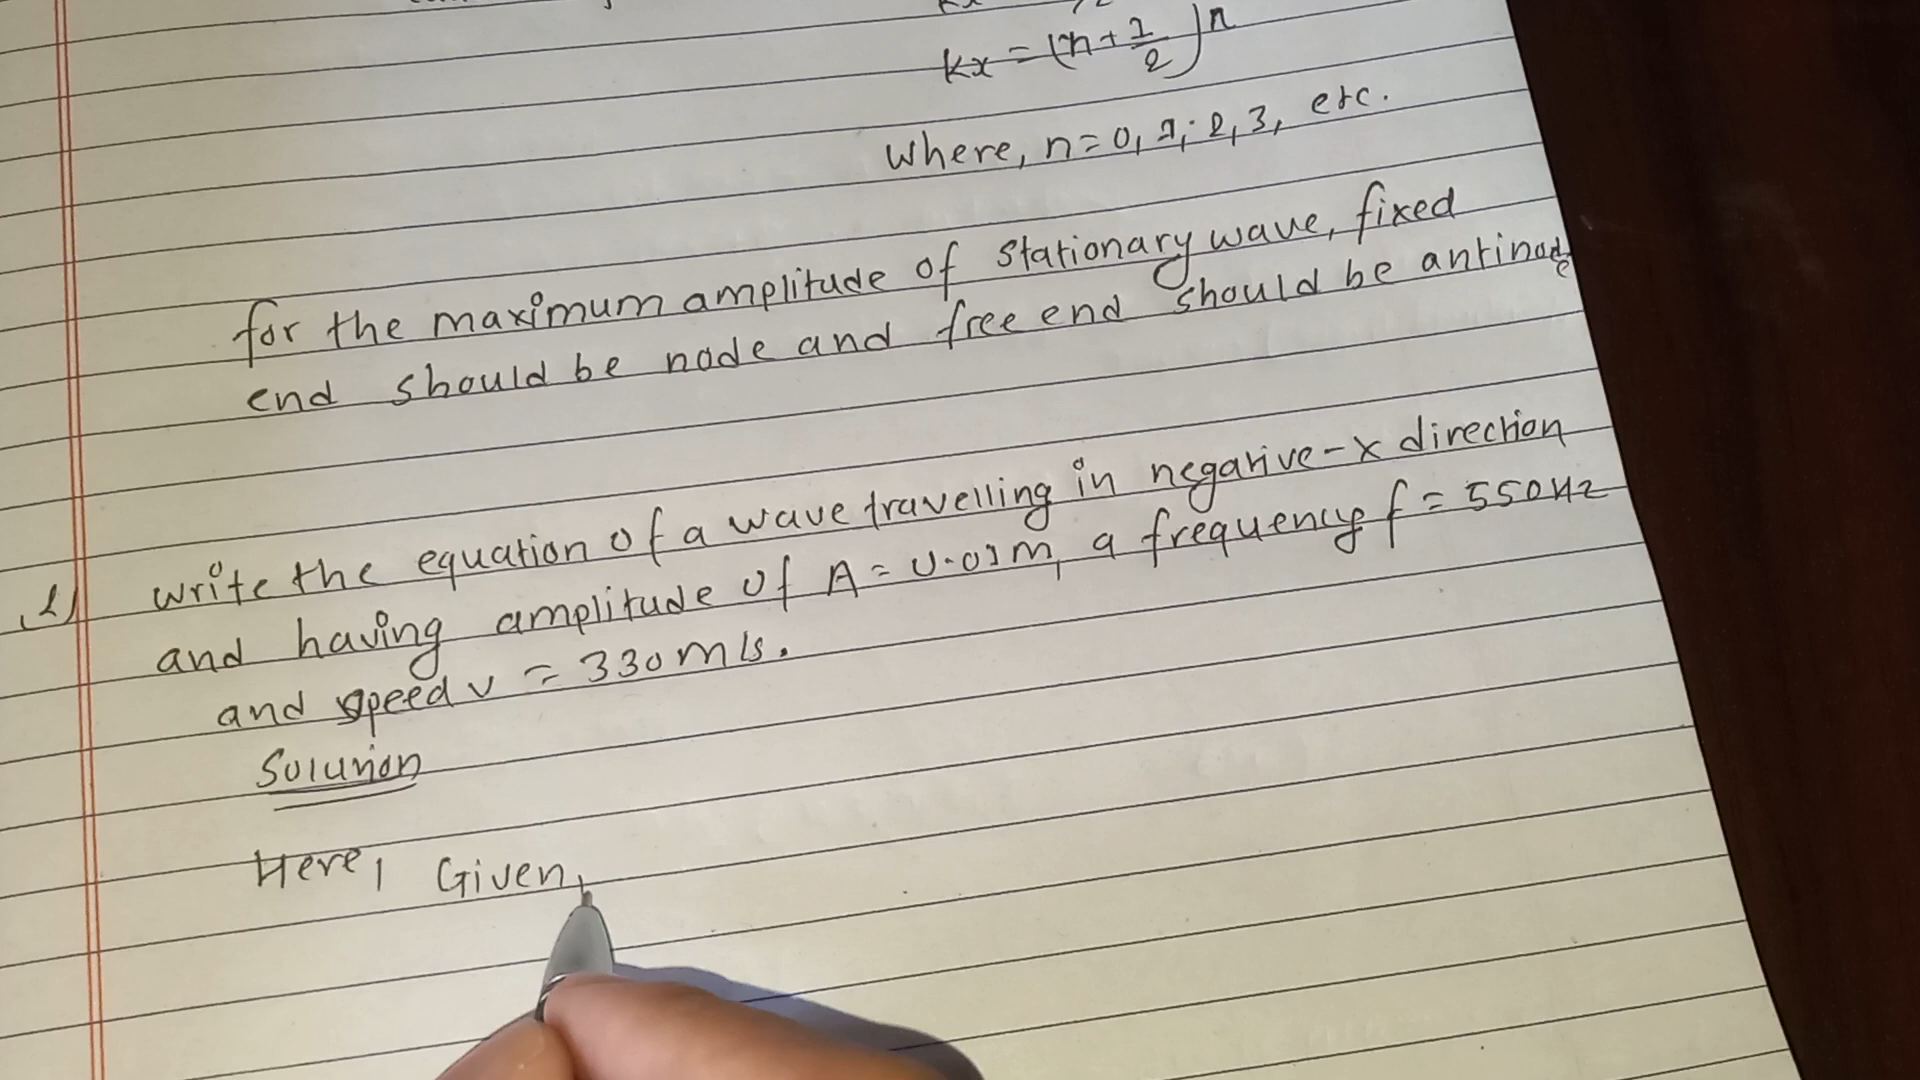 kx = (n + 1/2) π
where, n = 0, 1, 2, 3, etc.
for the maximum amplitude of stationary wave, fixed
end should be node and free end should be antinode
write the equation of a wave travelling in negative-x direction
and having amplitude of A = 0.01m, a frequency f = 550Hz
and speed v = 330 m/s.
Solution
Here, Given,